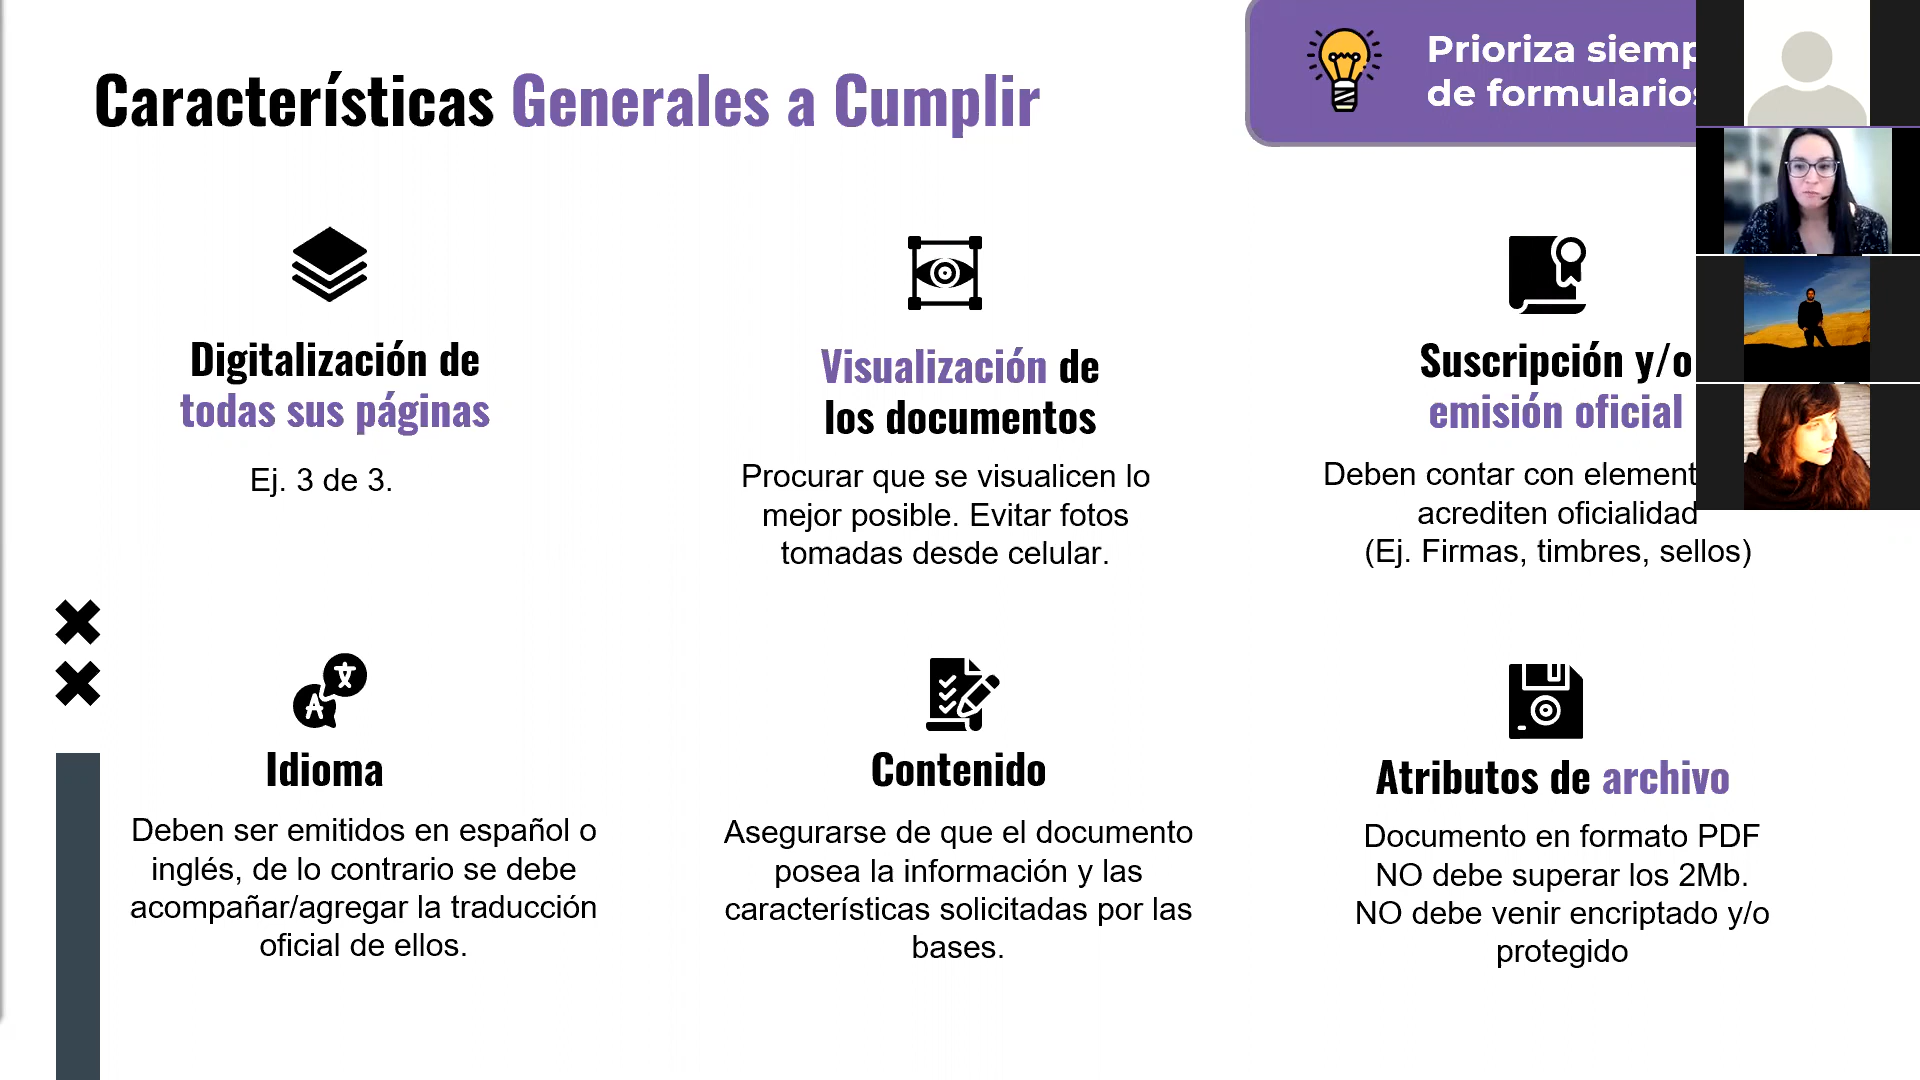 Características Generales a Cumplir
Prioriza siemp
de formularios
Digitalización de
todas sus páginas
Ej. 3 de 3.
Visualización de
los documentos
Procurar que se visualicen lo
mejor posible. Evitar fotos
tomadas desde celular.
Suscripción y/o
emisión oficial
Deben contar con element
acrediten oficialidad
(Ej. Firmas, timbres, sellos)
Idioma
Deben ser emitidos en español o
inglés, de lo contrario se debe
acompañar/agregar la traducción
oficial de ellos.
Contenido
Asegurarse de que el documento
posea la información y las
características solicitadas por las
bases.
Atributos de archivo
Documento en formato PDF
NO debe superar los 2Mb.
NO debe venir encriptado y/o
protegido